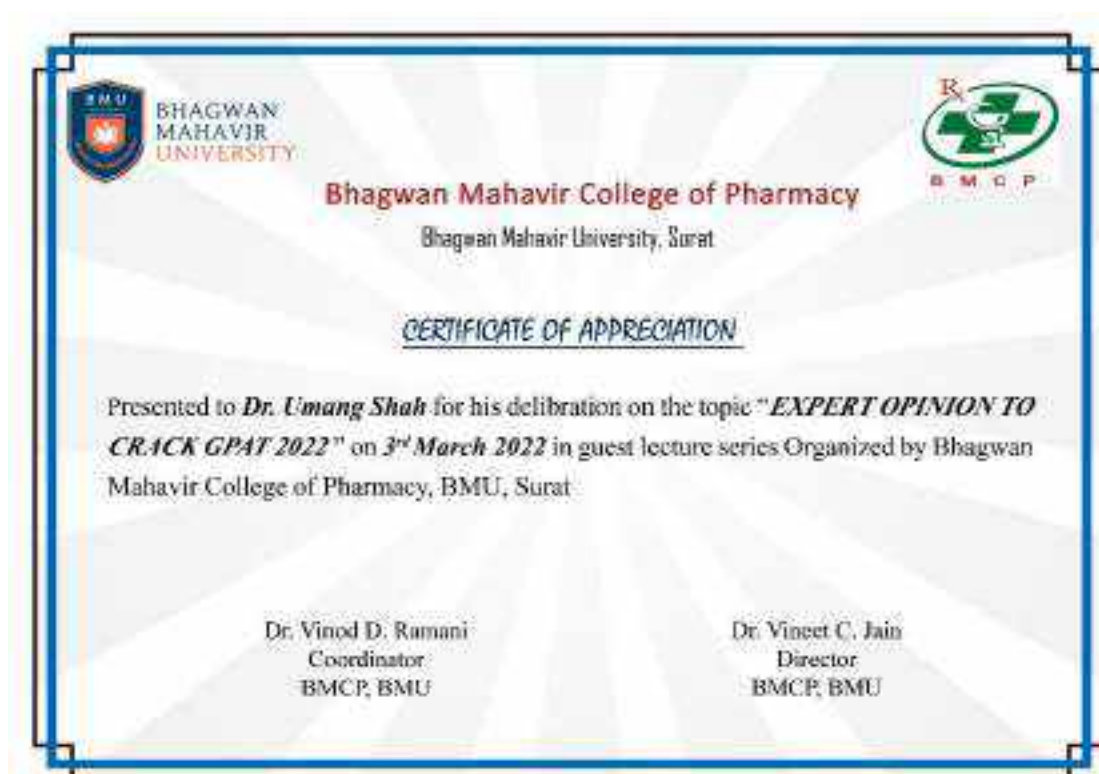 BMU
BHAGWAN
MAHAVIR
UNIVERSITY
Rx
BMCP
Bhagwan Mahavir College of Pharmacy
Bhagwan Mahavir University, Surat
CERTIFICATE OF APPRECIATION
Presented to Dr. Umang Shah for his delibration on the topic “EXPERT OPINION TO
CRACK GPAT 2022” on 3rd March 2022 in guest lecture series Organized by Bhagwan
Mahavir College of Pharmacy, BMU, Surat
Dr. Vinod D. Ramani
Coordinator
BMCP, BMU
Dr. Vineet C. Jain
Director
BMCP, BMU